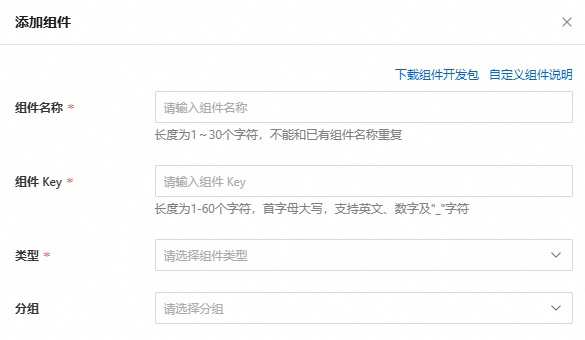 添加组件
下载组件开发包 自定义组件说明
组件名称 * 请输入组件名称
长度为1～30个字符，不能和已有组件名称重复
组件 Key * 请输入组件 Key
长度为1-60个字符，首字母大写，支持英文、数字及"_"字符
类型 * 请选择组件类型
分组 请选择分组